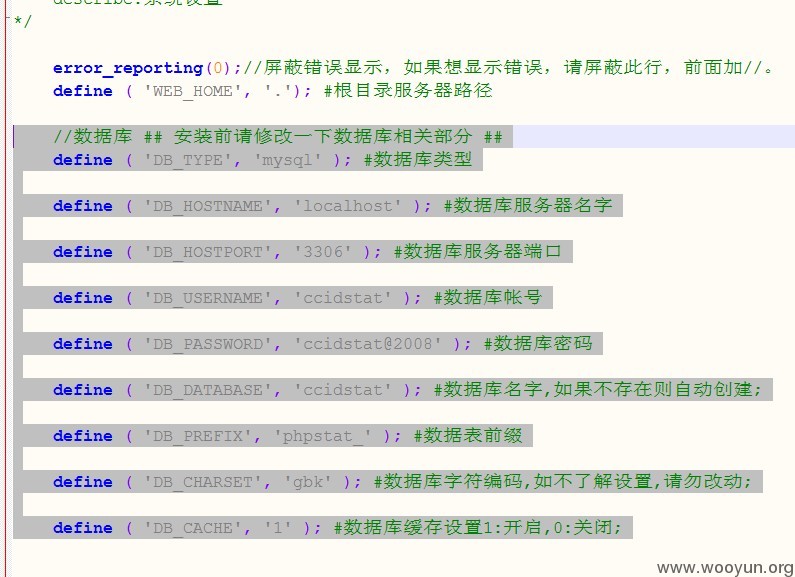 describe:系统设置
*/
error_reporting(0);//屏蔽错误显示，如果想显示错误，请屏蔽此行，前面加//。
define ( 'WEB_HOME', '.'); #根目录服务器路径
//数据库 ## 安装前请修改一下数据库相关部分 ##
define ( 'DB_TYPE', 'mysql' ); #数据库类型
define ( 'DB_HOSTNAME', 'localhost' ); #数据库服务器名字
define ( 'DB_HOSTPORT', '3306' ); #数据库服务器端口
define ( 'DB_USERNAME', 'ccidstat' ); #数据库帐号
define ( 'DB_PASSWORD', 'ccidstat@2008' ); #数据库密码
define ( 'DB_DATABASE', 'ccidstat' ); #数据库名字,如果不存在则自动创建;
define ( 'DB_PREFIX', 'phpstat_' ); #数据表前缀
define ( 'DB_CHARSET', 'gbk' ); #数据库字符编码,如不了解设置,请勿改动;
define ( 'DB_CACHE', '1' ); #数据库缓存设置1:开启,0:关闭;
www.wooyun.org